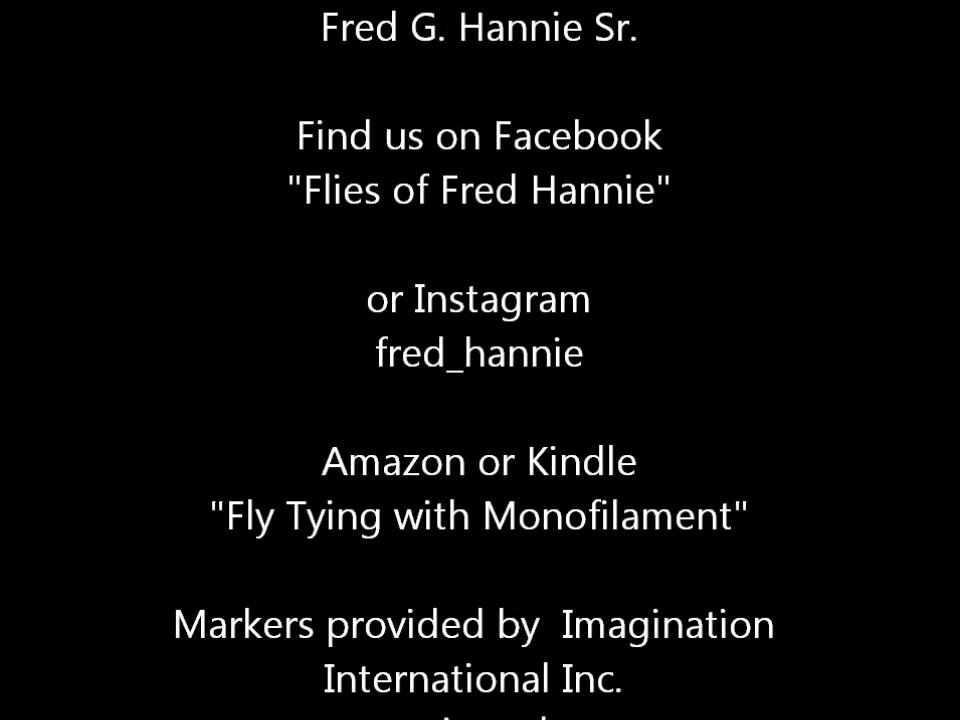 Fred G. Hannie Sr.
Find us on Facebook
"Flies of Fred Hannie"
or Instagram
fred_hannie
Amazon or Kindle
"Fly Tying with Monofilament"
Markers provided by  Imagination
International Inc.